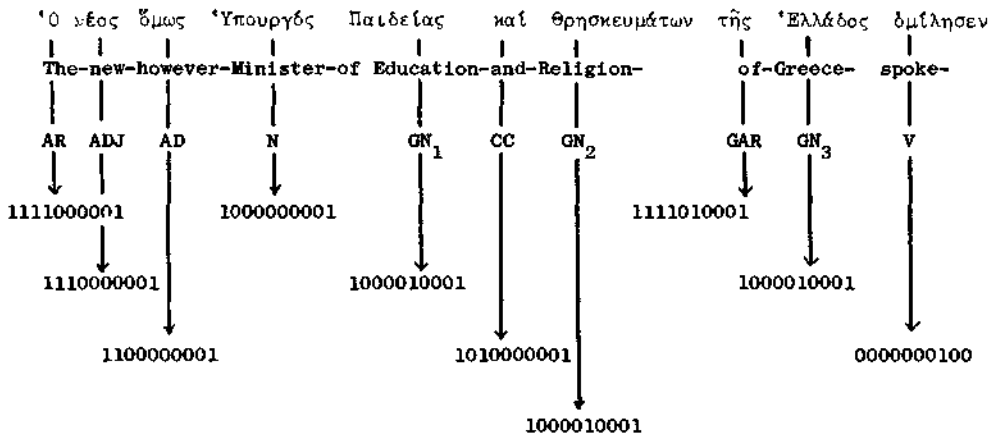 Ὁ νέος ὅμως Ὑπουργός Παιδείας καί Θρησκευμάτων τῆς Ἑλλάδος ὁμίλησεν
The-new-however-Minister-of Education-and-Religion- of-Greece- spoke-
AR ADJ AD N GN1 CC GN2 GAR GN3 V
1111000001 1000000001 1111010001
1110000001 1000010001 1000010001
1100000001 1010000001 0000000100
1000010001